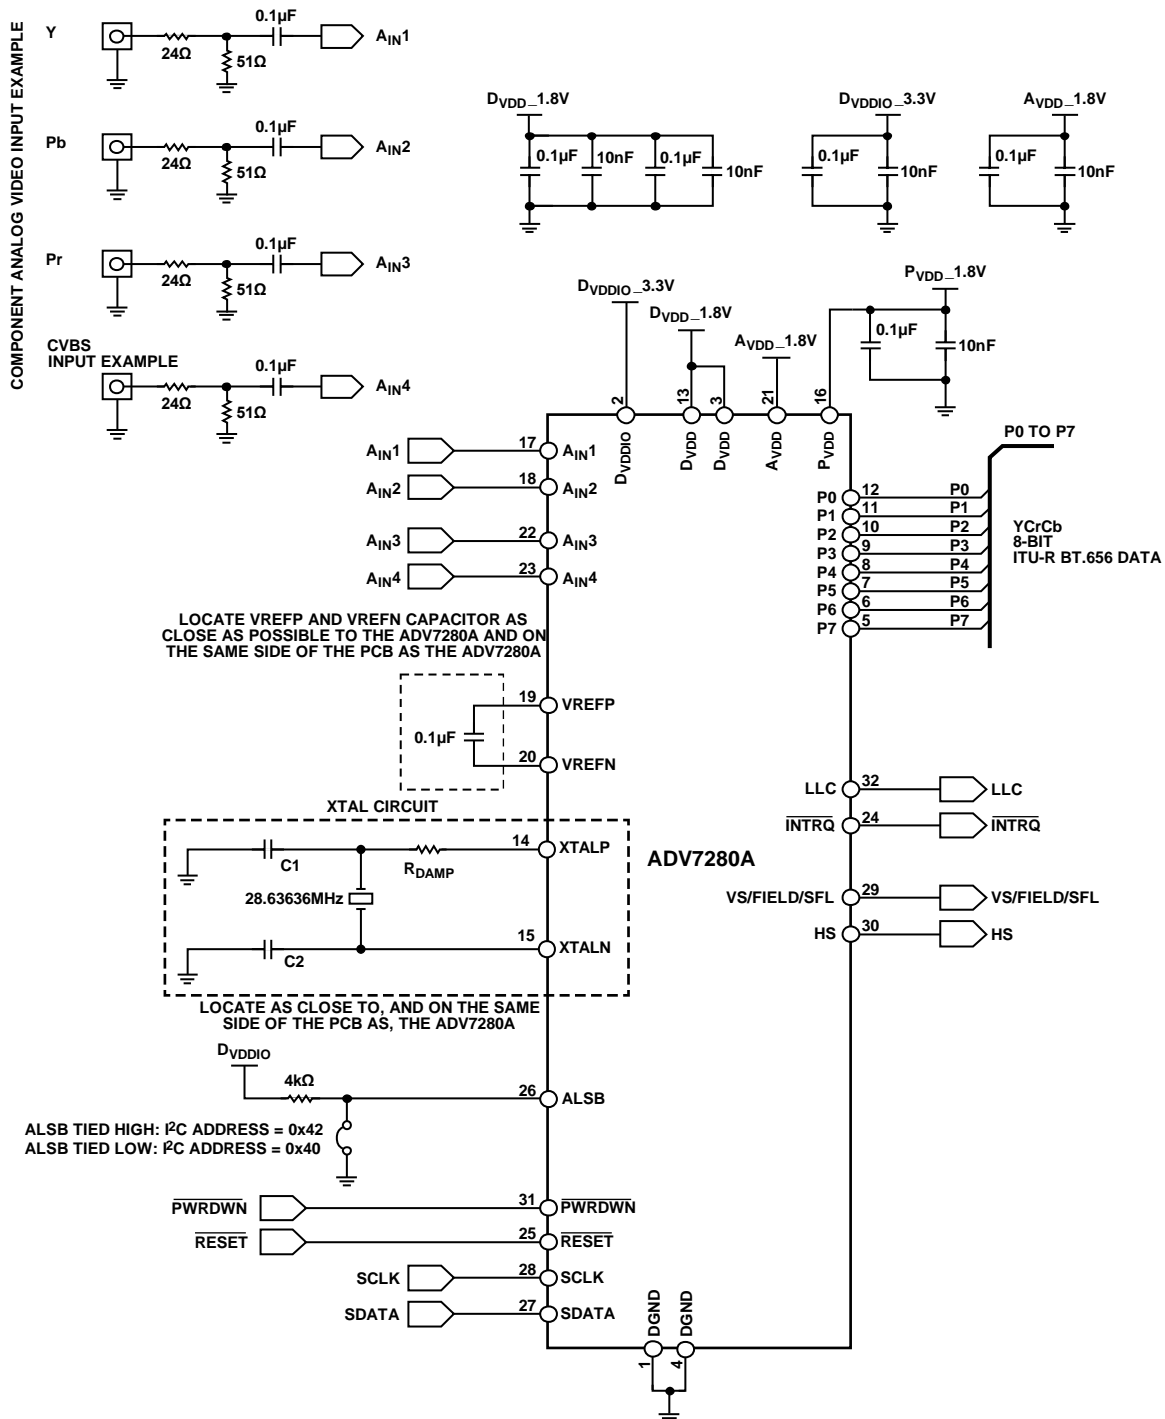 COMPONENT ANALOG VIDEO INPUT EXAMPLE
Y
24Ω
51Ω
0.1µF
AIN1
Pb
24Ω
51Ω
0.1µF
AIN2
Pr
24Ω
51Ω
0.1µF
AIN3
CVBS
INPUT EXAMPLE
24Ω
51Ω
0.1µF
AIN4
DVDD_1.8V
0.1µF
10nF
0.1µF
10nF
DVDDIO_3.3V
0.1µF
10nF
AVDD_1.8V
0.1µF
10nF
PVDD_1.8V
0.1µF
10nF
DVDDIO_3.3V
DVDD_1.8V
AVDD_1.8V
2
13
3
21
16
DVDDIO
DVDD
DVDD
AVDD
PVDD
AIN1
17
AIN1
AIN2
18
AIN2
AIN3
22
AIN3
AIN4
23
AIN4
P0 TO P7
P0
12
P0
P1
11
P1
P2
10
P2
P3
9
P3
P4
8
P4
P5
7
P5
P6
6
P6
P7
5
P7
YCrCb
8-BIT
ITU-R BT.656 DATA
LOCATE VREFP AND VREFN CAPACITOR AS
CLOSE AS POSSIBLE TO THE ADV7280A AND ON
THE SAME SIDE OF THE PCB AS THE ADV7280A
0.1µF
19
VREFP
20
VREFN
XTAL CIRCUIT
C1
RDAMP
14
XTALP
28.63636MHz
C2
15
XTALN
LOCATE AS CLOSE TO, AND ON THE SAME
SIDE OF THE PCB AS, THE ADV7280A
ADV7280A
LLC
32
LLC
INTRQ
24
INTRQ
VS/FIELD/SFL
29
VS/FIELD/SFL
HS
30
HS
DVDDIO
4kΩ
26
ALSB
ALSB TIED HIGH: I2C ADDRESS = 0x42
ALSB TIED LOW: I2C ADDRESS = 0x40
PWRDWN
31
PWRDWN
RESET
25
RESET
SCLK
28
SCLK
SDATA
27
SDATA
DGND
DGND
1
4